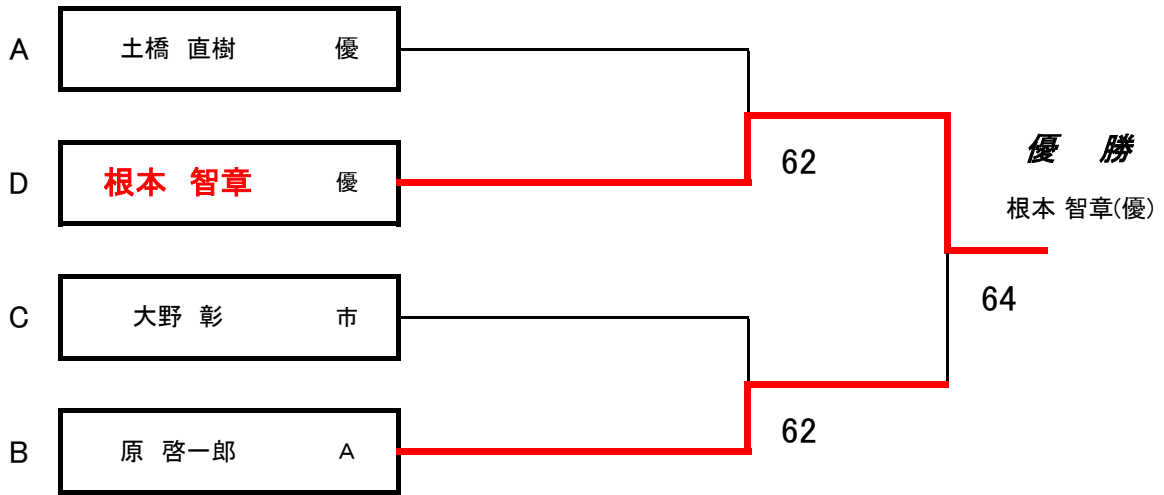 A 土橋 直樹 優
D 根本 智章 優
62
優 勝
根本 智章(優)
C 大野 彰 市
64
B 原 啓一郎 A
62